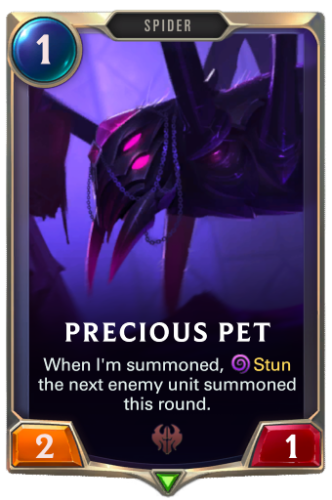 SPIDER
1
PRECIOUS PET
When I'm summoned, Stun
the next enemy unit summoned
this round.
2 1